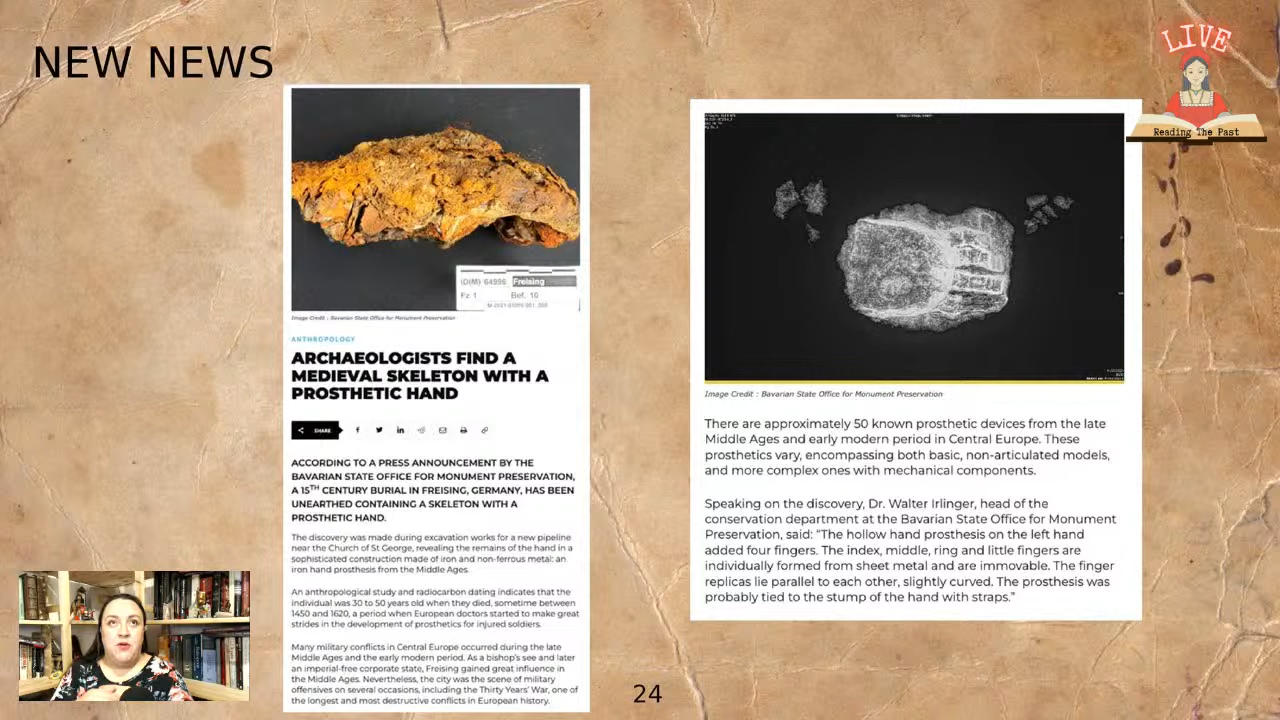 NEW NEWS
LIVE
Reading The Past
(D(M) 64996 Freising
Fz. 1 Bef. 10
Image Credit : Bavarian State Office for Monument Preservation
ANTHROPOLOGY
ARCHAEOLOGISTS FIND A
MEDIEVAL SKELETON WITH A
PROSTHETIC HAND
SHARE
ACCORDING TO A PRESS ANNOUNCEMENT BY THE
BAVARIAN STATE OFFICE FOR MONUMENT PRESERVATION,
A 15TH CENTURY BURIAL IN FREISING, GERMANY, HAS BEEN
UNEARTHED CONTAINING A SKELETON WITH A
PROSTHETIC HAND.
The discovery was made during excavation works for a new pipeline
near the Church of St George, revealing the remains of the hand in a
sophisticated construction made of iron and non-ferrous metal: an
iron hand prosthesis from the Middle Ages.
An anthropological study and radiocarbon dating indicates that the
individual was 30 to 50 years old when they died, sometime between
1450 and 1620, a period when European doctors started to make great
strides in the development of prosthetics for injured soldiers.
Many military conflicts in Central Europe occurred during the late
Middle Ages and the early modern period. As a bishop's see and later
an imperial-free corporate state, Freising gained great influence in
the Middle Ages. Nevertheless, the city was the scene of military
offensives on several occasions, including the Thirty Years' War, one of
the longest and most destructive conflicts in European history.
Image Credit : Bavarian State Office for Monument Preservation
There are approximately 50 known prosthetic devices from the late
Middle Ages and early modern period in Central Europe. These
prosthetics vary, encompassing both basic, non-articulated models,
and more complex ones with mechanical components.
Speaking on the discovery, Dr. Walter Irlinger, head of the
conservation department at the Bavarian State Office for Monument
Preservation, said: “The hollow hand prosthesis on the left hand
added four fingers. The index, middle, ring and little fingers are
individually formed from sheet metal and are immovable. The finger
replicas lie parallel to each other, slightly curved. The prosthesis was
probably tied to the stump of the hand with straps.”
24